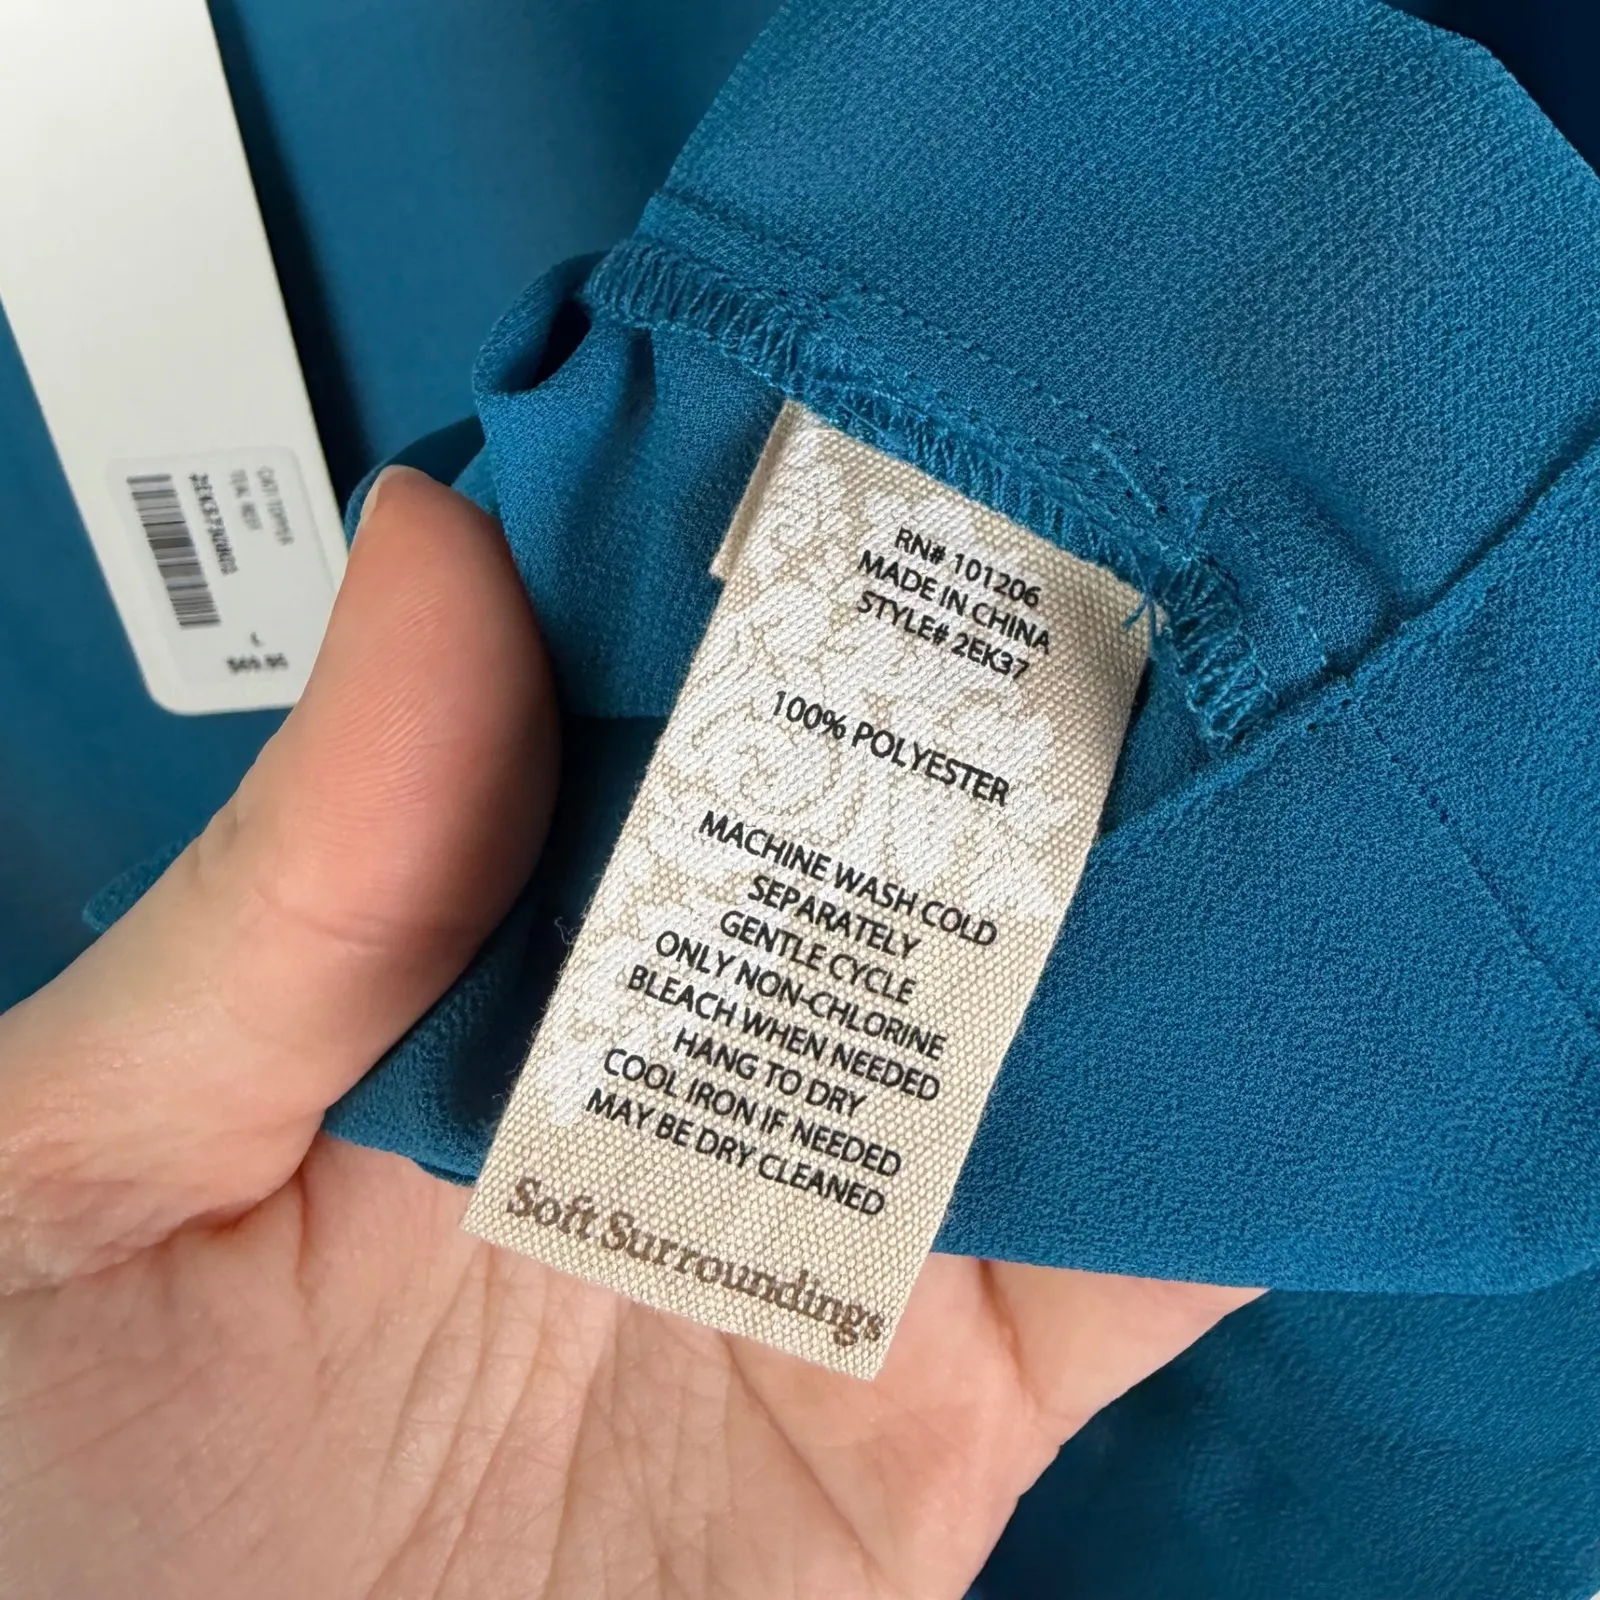 RN# 101206
MADE IN CHINA
STYLE# 2EK37
100% POLYESTER
MACHINE WASH COLD
SEPARATELY
GENTLE CYCLE
ONLY NON-CHLORINE
BLEACH WHEN NEEDED
HANG TO DRY
COOL IRON IF NEEDED
MAY BE DRY CLEANED
Soft Surroundings